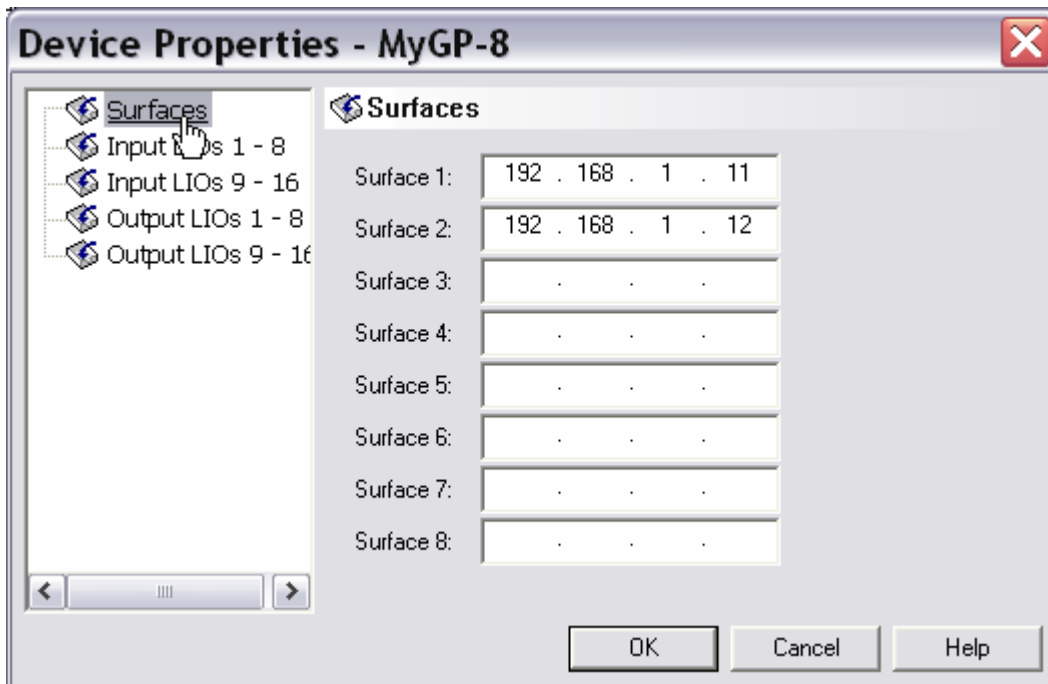 Device Properties - MyGP-8
Surfaces
Input LIOs 1 - 8
Input LIOs 9 - 16
Output LIOs 1 - 8
Output LIOs 9 - 16
Surfaces
Surface 1: 192 . 168 . 1 . 11
Surface 2: 192 . 168 . 1 . 12
Surface 3: . . .
Surface 4: . . .
Surface 5: . . .
Surface 6: . . .
Surface 7: . . .
Surface 8: . . .
OK Cancel Help